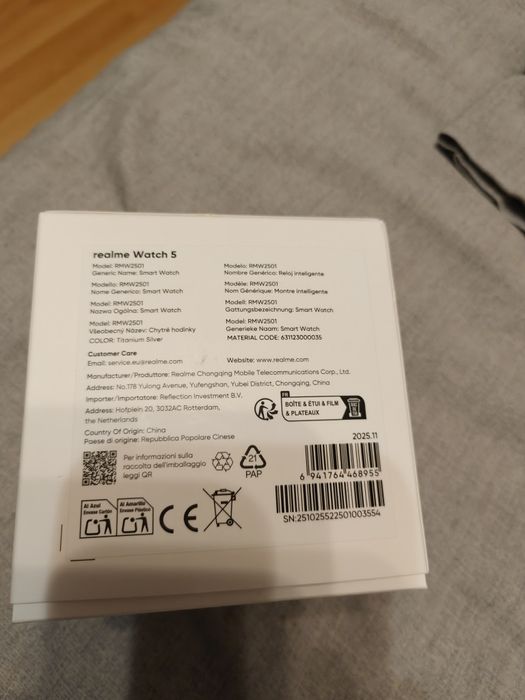 realme Watch 5
Model: RMW2501
Generic Name: Smart Watch
Modello: RMW2501
Nome Generico: Smart Watch
Model: RMW2501
Nazwa Ogólna: Smart Watch
Model: RMW2501
Všeobecný Název: Chytré hodinky
COLOR: Titanium Silver
Modelo: RMW2501
Nombre Genérico: Reloj inteligente
Modèle: RMW2501
Nom Générique: Montre intelligente
Modell: RMW2501
Gattungsbezeichnung: Smart Watch
Model: RMW2501
Generieke Naam: Smart Watch
MATERIAL CODE: 631123000035
Customer Care
Email: service.eu@realme.com
Website: www.realme.com
Manufacturer/Produttore: Realme Chongqing Mobile Telecommunications Corp., Ltd.
Address: No.178 Yulong Avenue, Yufengshan, Yubei District, Chongqing, China
Importer/Importatore: Reflection Investment B.V.
Address: Hofplein 20, 3032AC Rotterdam,
the Netherlands
Country Of Origin: China
Paese di origine: Repubblica Popolare Cinese
FR
BOÎTE & ÉTUI & FILM
& PLATEAUX
2025.11
Per informazioni sulla
raccolta dell'imballaggio
leggi QR
21
PAP
6 941764 468955
Al Azul
Envase Cartón
Al Amarillo
Envase Plástico
CE
SN:251025522501003554